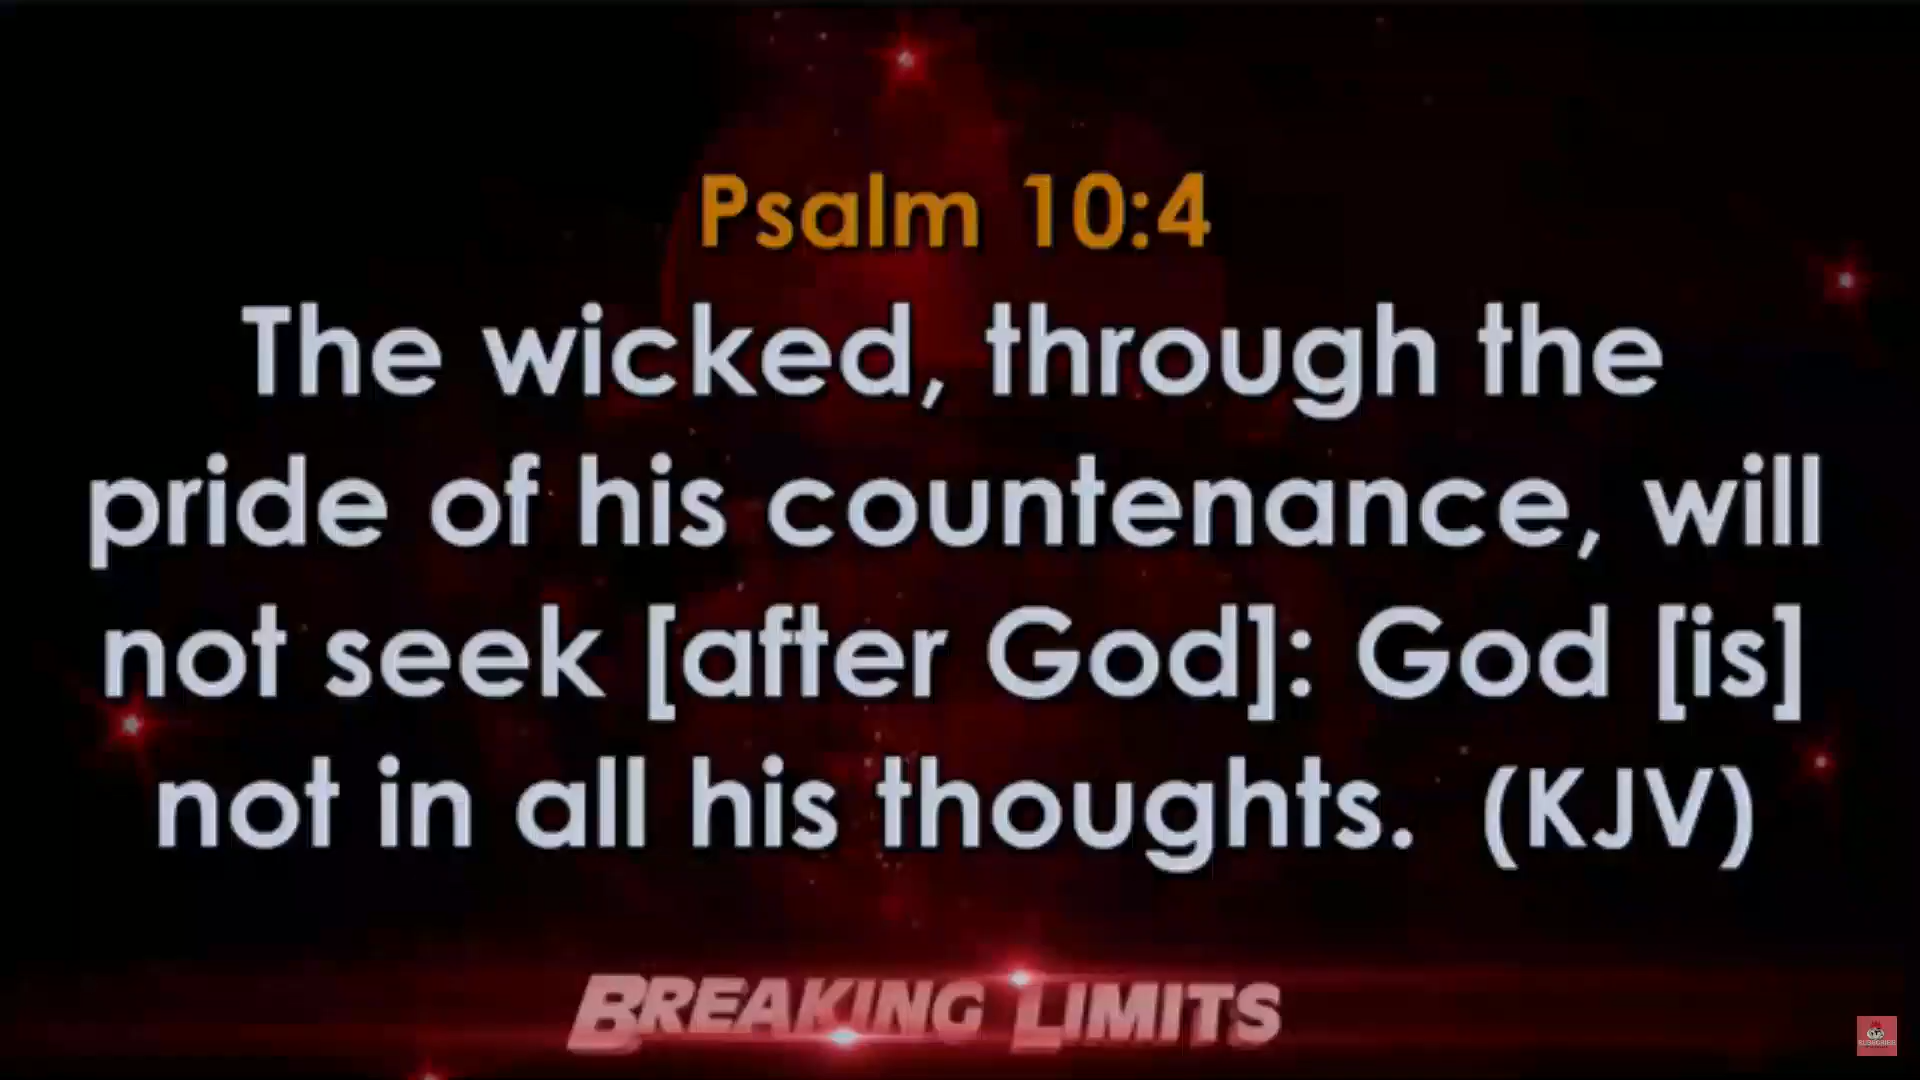 Psalm 10:4
The wicked, through the
pride of his countenance, will
not seek [after God]: God [is]
not in all his thoughts. (KJV)
BREAKING LIMITS
SUBSCRIBE